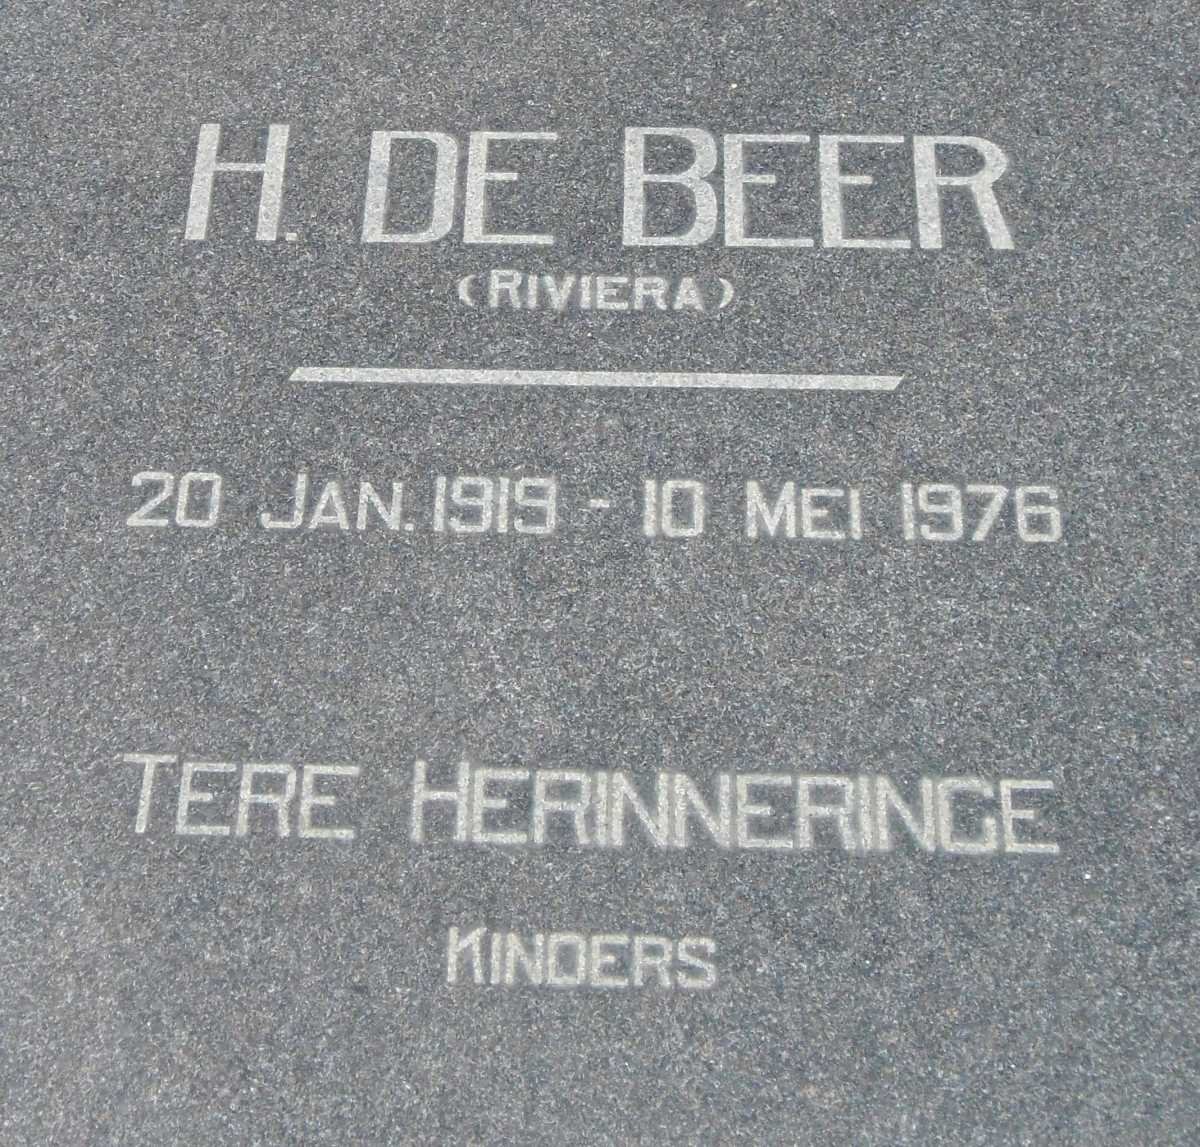 H. DE BEER
(RIVIERA)
20 JAN. 1919 - 10 MEI 1976
TERE HERINNERINGE
KINDERS